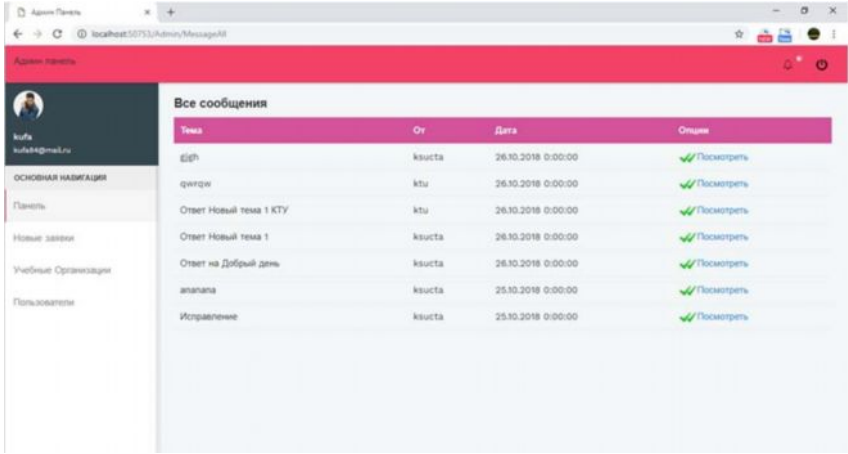 Админ Панель
localhost:50753/Admin/MessageAll
Админ панель
kufa
kufa94@mail.ru
ОСНОВНАЯ НАВИГАЦИЯ
Панель
Новые заявки
Учебные Организации
Пользователи
Все сообщения
Тема От Дата Опции
gjgh ksucta 26.10.2018 0:00:00 Посмотреть
qwrqw ktu 26.10.2018 0:00:00 Посмотреть
Ответ Новый тема 1 КТУ ktu 26.10.2018 0:00:00 Посмотреть
Ответ Новый тема 1 ksucta 26.10.2018 0:00:00 Посмотреть
Ответ на Добрый день ksucta 26.10.2018 0:00:00 Посмотреть
ananana ksucta 25.10.2018 0:00:00 Посмотреть
Исправление ksucta 25.10.2018 0:00:00 Посмотреть